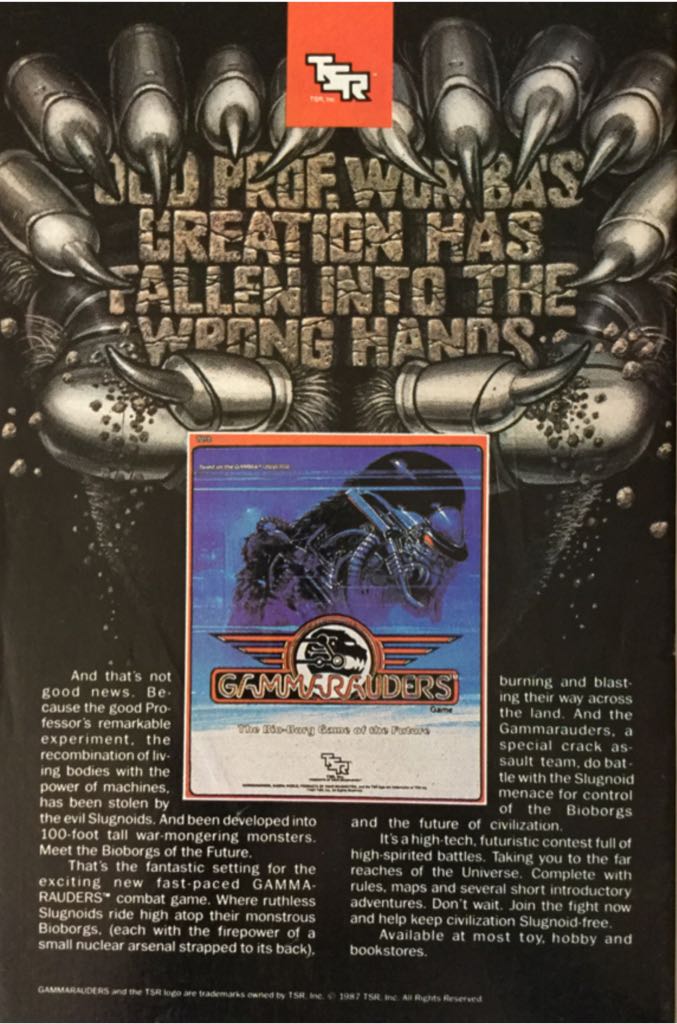 TSR
TSR, Inc.
OLD PROF. WOMBA'S
CREATION HAS
FALLEN INTO THE
WRONG HANDS.
GAMMARAUDERS™
Game
The Bio-Borg Game of the Future
TSR
And that's not
good news. Be-
cause the good Pro-
fessor's remarkable
experiment, the
recombination of liv-
ing bodies with the
power of machines,
has been stolen by
the evil Slugnoids. And been developed into
100-foot tall war-mongering monsters.
Meet the Bioborgs of the Future.
That's the fantastic setting for the
exciting new fast-paced GAMMA-
RAUDERS™ combat game. Where ruthless
Slugnoids ride high atop their monstrous
Bioborgs, (each with the firepower of a
small nuclear arsenal strapped to its back),
burning and blast-
ing their way across
the land. And the
Gammarauders, a
special crack as-
sault team, do bat-
tle with the Slugnoid
menace for control
of the Bioborgs
and the future of civilization.
It's a high-tech, futuristic contest full of
high-spirited battles. Taking you to the far
reaches of the Universe. Complete with
rules, maps and several short introductory
adventures. Don't wait. Join the fight now
and help keep civilization Slugnoid-free.
Available at most toy, hobby and
bookstores.
GAMMARAUDERS and the TSR logo are trademarks owned by TSR, Inc. © 1987 TSR, Inc. All Rights Reserved